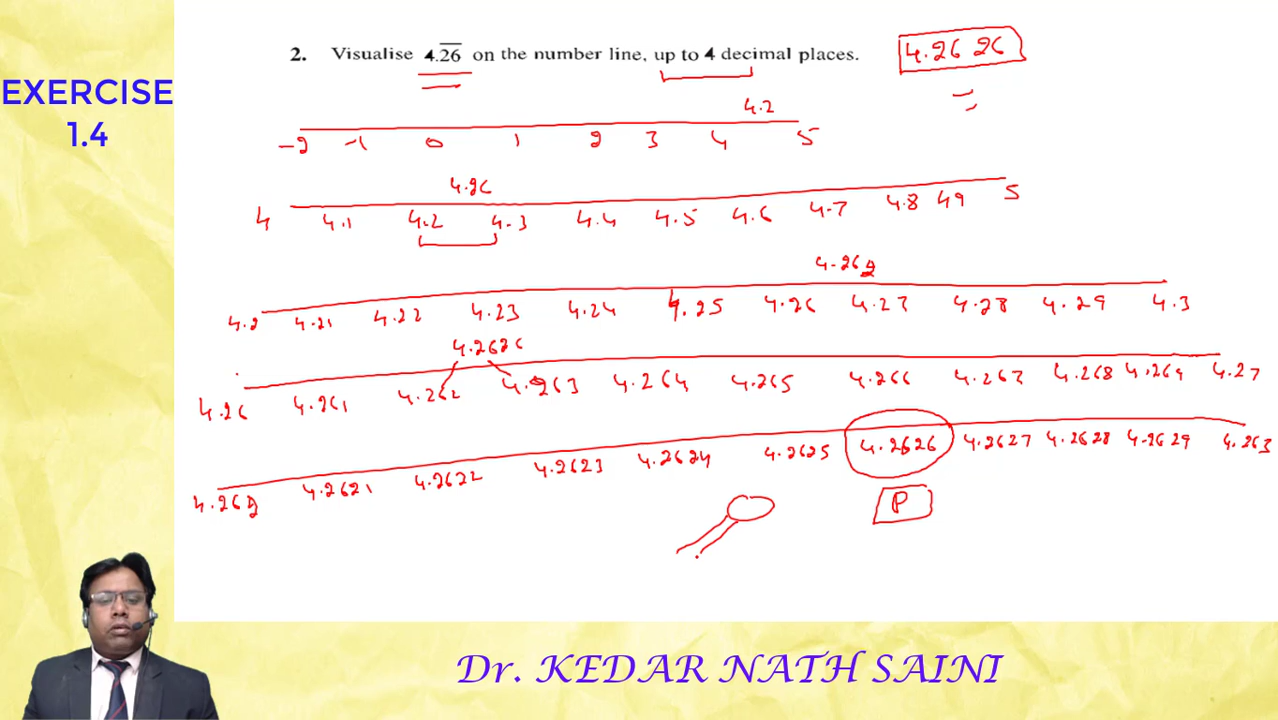 EXERCISE
1.4
2. Visualise 4.2̅6̅ on the number line, up to 4 decimal places.
4.26 26
4.2
-2 -1 0 1 2 3 4 5
4.26
4 4.1 4.2 4.3 4.4 4.5 4.6 4.7 4.8 49 5
4.262
4.2 4.21 4.22 4.23 4.24 4.25 4.26 4.27 4.28 4.29 4.3
4.2626
4.26 4.261 4.262 4.263 4.264 4.265 4.266 4.267 4.268 4.269 4.27
4.262 4.2621 4.2622 4.2623 4.2624 4.2625 4.2626 4.2627 4.2628 4.2629 4.263
P
Dr. KEDAR NATH SAINI